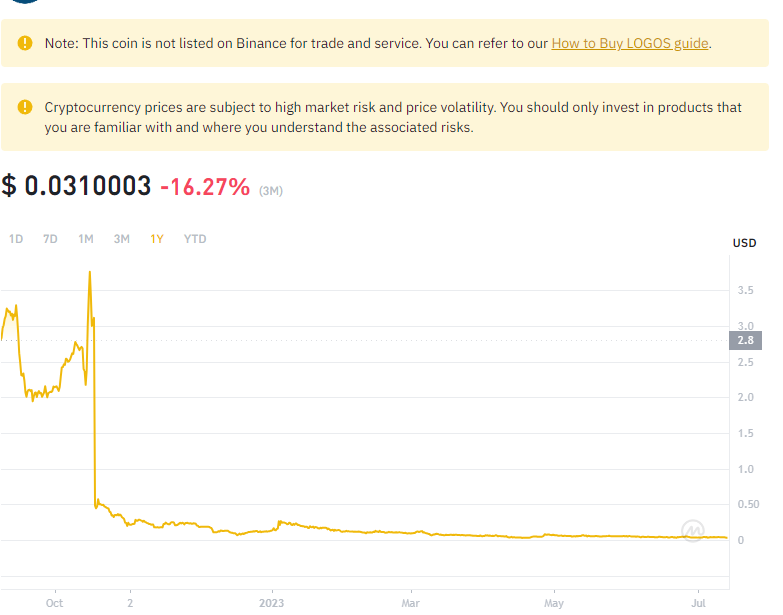 Note: This coin is not listed on Binance for trade and service. You can refer to our How to Buy LOGOS guide.
Cryptocurrency prices are subject to high market risk and price volatility. You should only invest in products that
you are familiar with and where you understand the associated risks.
$ 0.0310003 -16.27% (3M)
1D 7D 1M 3M 1Y YTD
USD
3.5
3.0
2.8
2.5
2.0
1.5
1.0
0.50
0
Oct 2 2023 Mar May Jul